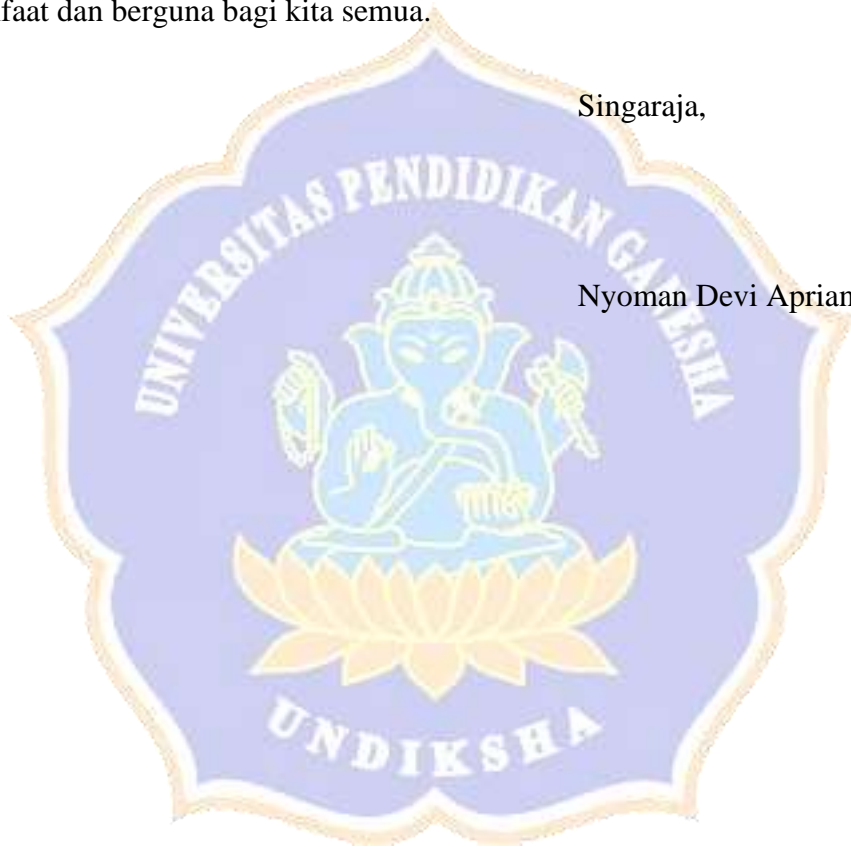 faat dan berguna bagi kita semua.
Singaraja,
UNIVERSITAS PENDIDIKAN GANESHA
Nyoman Devi Aprian
UNDIKSHA